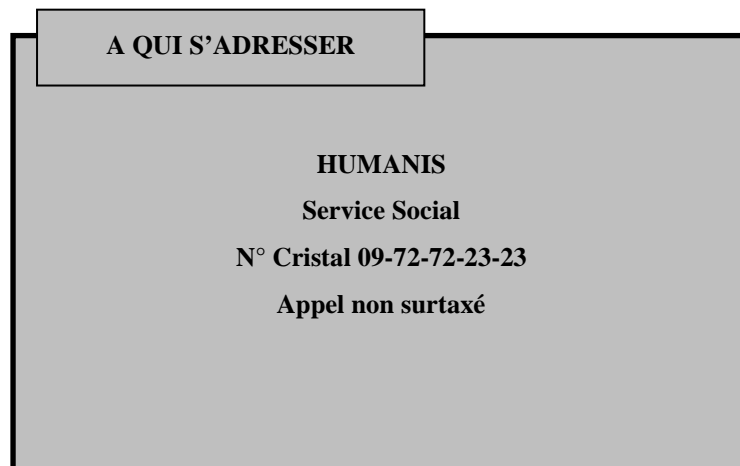 A QUI S’ADRESSER
HUMANIS
Service Social
N° Cristal 09-72-72-23-23
Appel non surtaxé